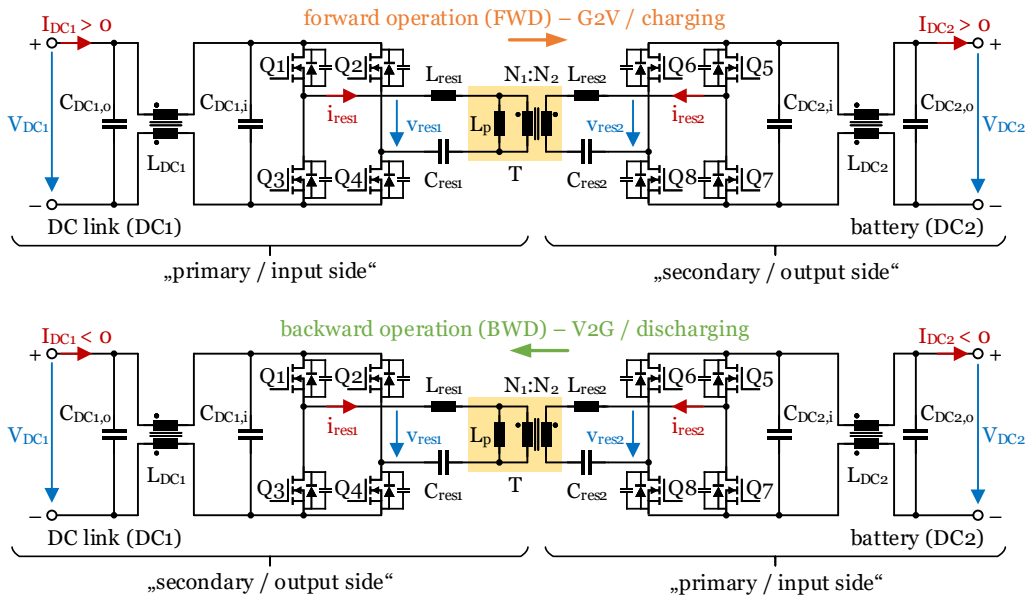 forward operation (FWD) – G2V / charging
I_DC1 > 0
I_DC2 > 0
+
Q1
Q2
L_res1
N₁:N₂
L_res2
Q6
Q5
+
C_DC1,o
C_DC1,i
i_res1
v_res1
L_p
v_res2
i_res2
C_DC2,i
C_DC2,o
V_DC1
V_DC2
L_DC1
Q3
Q4
C_res1
T
C_res2
Q8
Q7
L_DC2
−
−
DC link (DC1)
battery (DC2)
„primary / input side“
„secondary / output side“
backward operation (BWD) – V2G / discharging
I_DC1 < 0
I_DC2 < 0
+
Q1
Q2
L_res1
N₁:N₂
L_res2
Q6
Q5
+
C_DC1,o
C_DC1,i
i_res1
v_res1
L_p
v_res2
i_res2
C_DC2,i
C_DC2,o
V_DC1
V_DC2
L_DC1
Q3
Q4
C_res1
T
C_res2
Q8
Q7
L_DC2
−
−
DC link (DC1)
battery (DC2)
„secondary / output side“
„primary / input side“